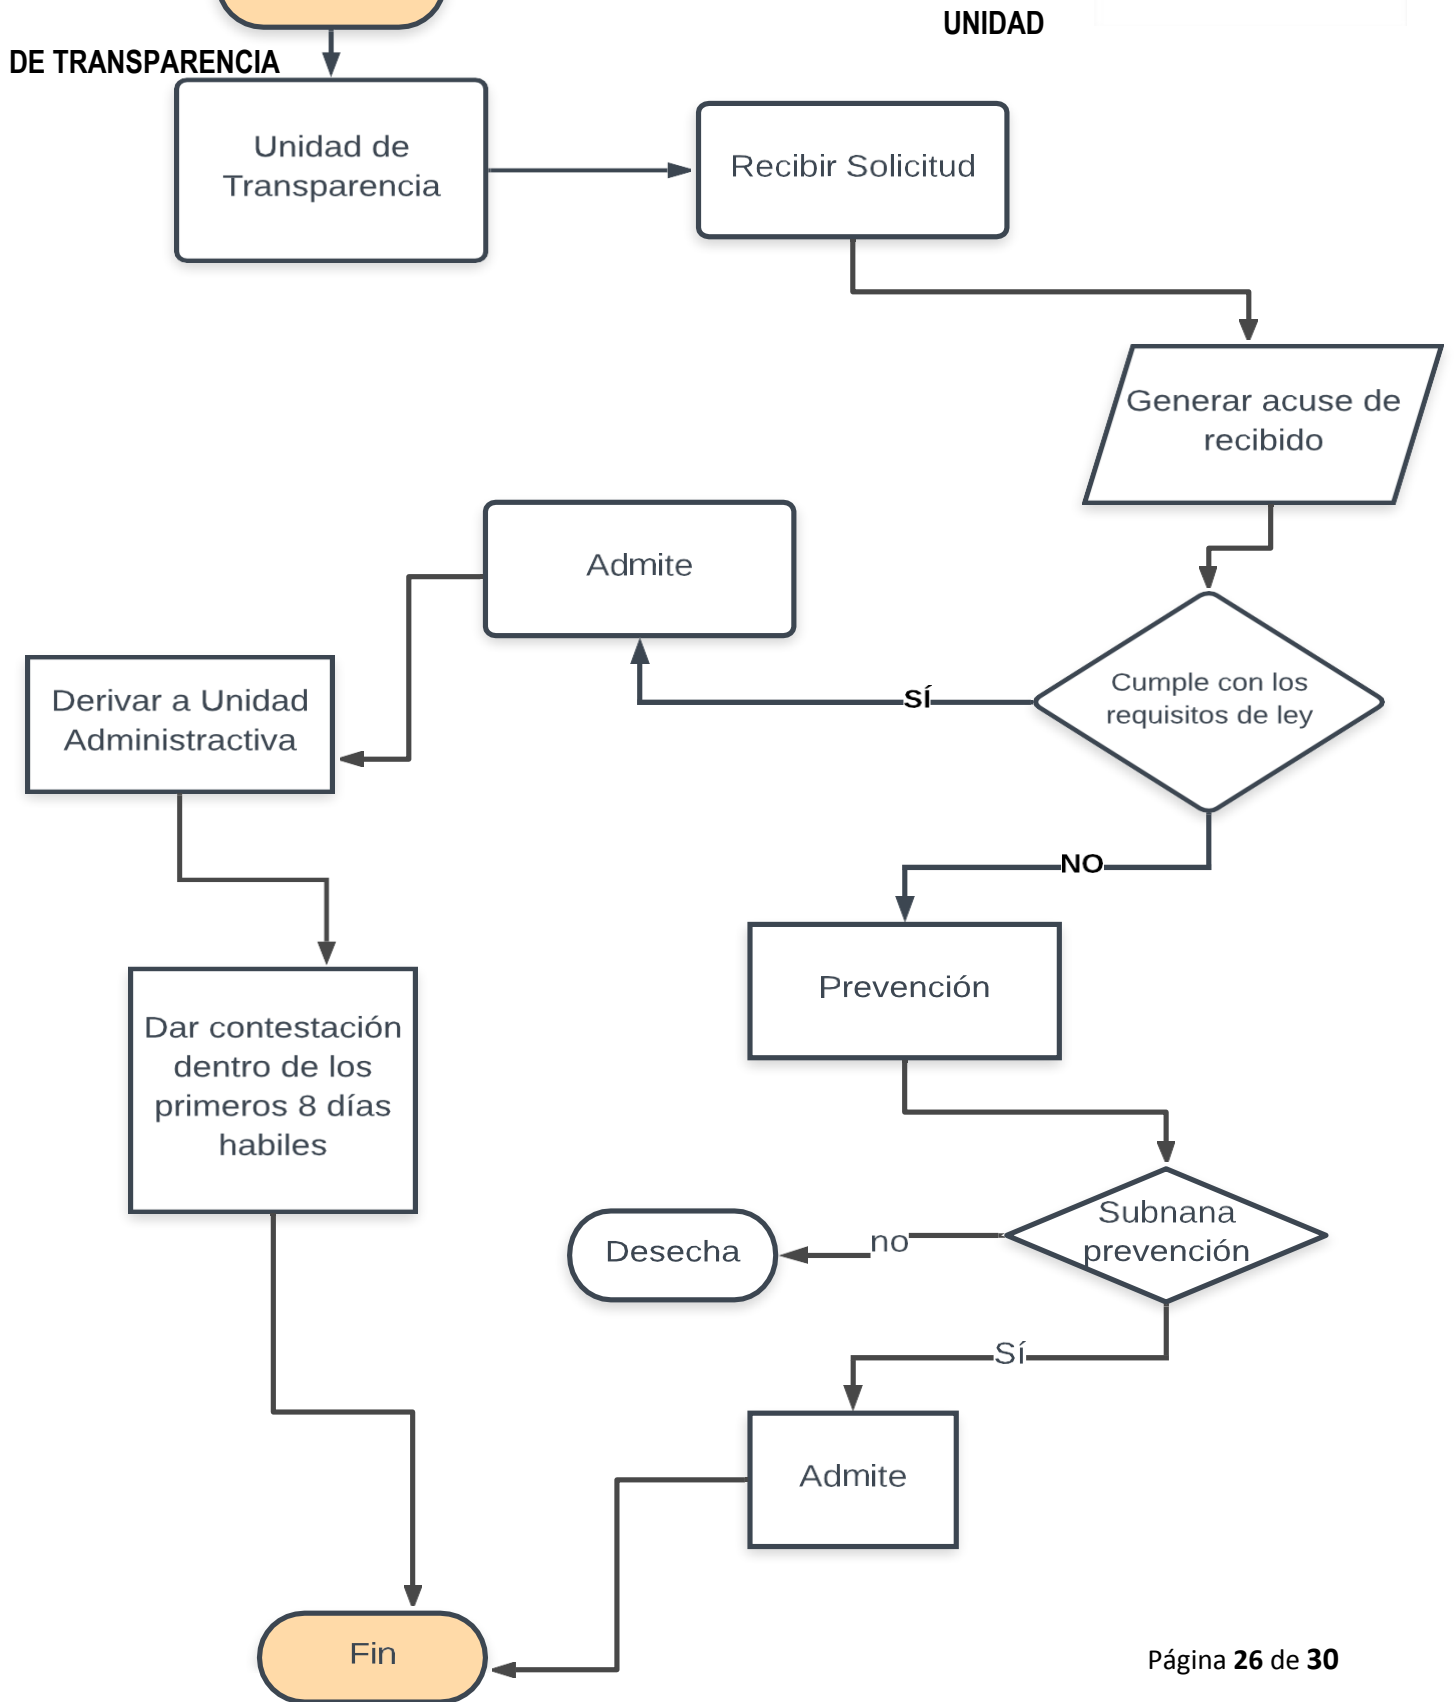 UNIDAD
DE TRANSPARENCIA
Unidad de
Transparencia
Recibir Solicitud
Generar acuse de
recibido
Admite
Cumple con los
requisitos de ley
SÍ
Derivar a Unidad
Administractiva
NO
Prevención
Dar contestación
dentro de los
primeros 8 días
habiles
Subnana
prevención
no
Desecha
Sí
Admite
Fin
Página 26 de 30